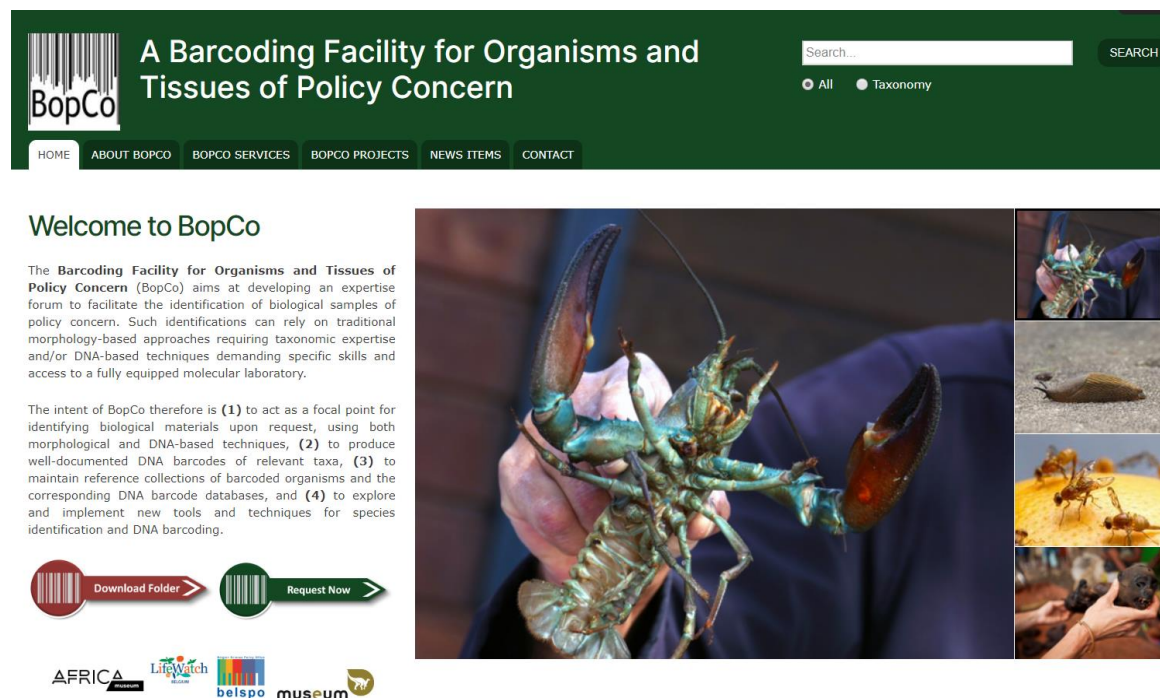 BopCo
A Barcoding Facility for Organisms and
Tissues of Policy Concern
Search...
SEARCH
All
Taxonomy
HOME
ABOUT BOPCO
BOPCO SERVICES
BOPCO PROJECTS
NEWS ITEMS
CONTACT
Welcome to BopCo
The Barcoding Facility for Organisms and Tissues of
Policy Concern (BopCo) aims at developing an expertise
forum to facilitate the identification of biological samples of
policy concern. Such identifications can rely on traditional
morphology-based approaches requiring taxonomic expertise
and/or DNA-based techniques demanding specific skills and
access to a fully equipped molecular laboratory.
The intent of BopCo therefore is (1) to act as a focal point for
identifying biological materials upon request, using both
morphological and DNA-based techniques, (2) to produce
well-documented DNA barcodes of relevant taxa, (3) to
maintain reference collections of barcoded organisms and the
corresponding DNA barcode databases, and (4) to explore
and implement new tools and techniques for species
identification and DNA barcoding.
Download Folder
Request Now
AFRICA
museum
LifeWatch
BELGIUM
belspo
museum